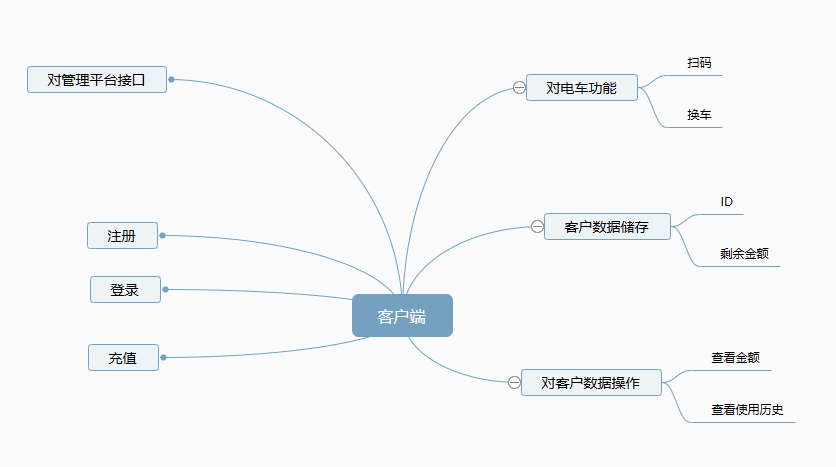 对管理平台接口
注册
登录
充值
客户端
对电车功能
扫码
换车
客户数据储存
ID
剩余金额
对客户数据操作
查看金额
查看使用历史